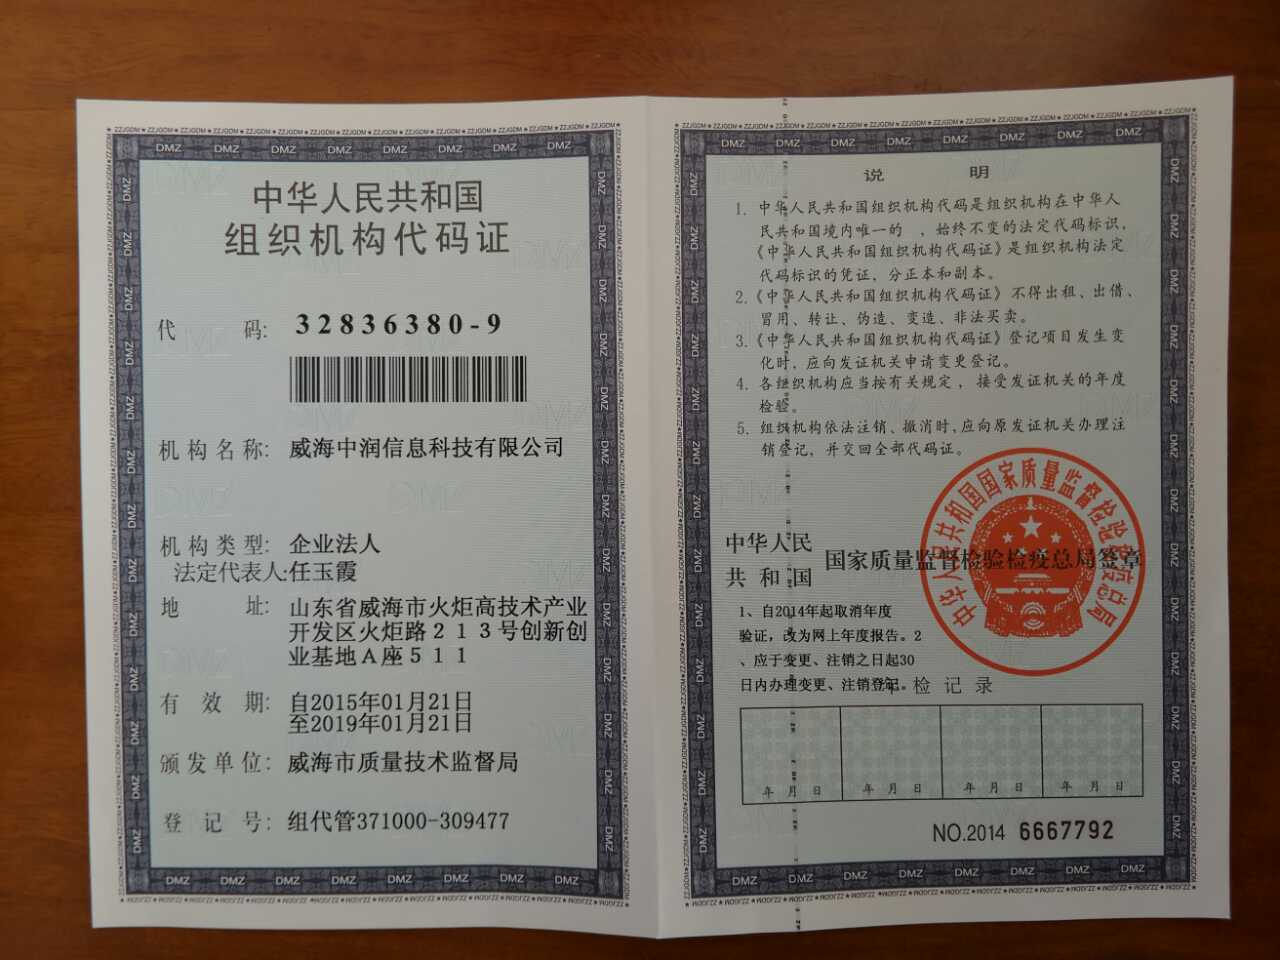 中华人民共和国
组织机构代码证
代 码: 32836380-9
机构名称: 威海中润信息科技有限公司
机构类型: 企业法人
法定代表人:任玉霞
地 址: 山东省威海市火炬高技术产业
开发区火炬路２１３号创新创
业基地Ａ座５１１
有 效 期: 自2015年01月21日
至2019年01月21日
颁发单位: 威海市质量技术监督局
登 记 号: 组代管371000-309477
说 明
1. 中华人民共和国组织机构代码是组织机构在中华人
民共和国境内唯一的 、始终不变的法定代码标识，
《中华人民共和国组织机构代码证》是组织机构法定
代码标识的凭证，分正本和副本。
2.《中华人民共和国组织机构代码证》不得出租、出借、
冒用、转让、伪造、变造、非法买卖。
3.《中华人民共和国组织机构代码证》登记项目发生变
化时，应向发证机关申请变更登记。
4. 各组织机构应当按有关规定，接受发证机关的年度
检验。
5. 组织机构依法注销、撤消时，应向原发证机关办理注
销登记，并交回全部代码证。
中华人民
共和国
国家质量监督检验检疫总局签章
中华人民共和国国家质量监督检验检疫总局
1、自2014年起取消年度
验证，改为网上年度报告。2
、应于变更、注销之日起30
日内办理变更、注销登记。
年检记录
年 月 日 年 月 日 年 月 日 年 月 日
NO.2014 6667792